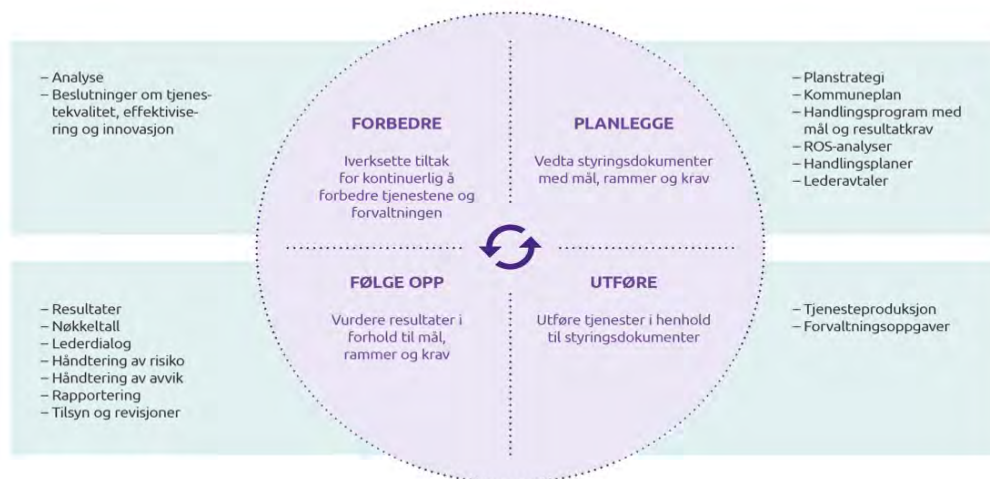 – Analyse
– Beslutninger om tjenes-
tekvalitet, effektivise-
ring og innovasjon
FORBEDRE
Iverksette tiltak
for kontinuerlig å
forbedre tjenestene og
forvaltningen
PLANLEGGE
Vedta styringsdokumenter
med mål, rammer og krav
– Planstrategi
– Kommuneplan
– Handlingsprogram med
mål og resultatkrav
– ROS-analyser
– Handlingsplaner
– Lederavtaler
– Resultater
– Nøkkeltall
– Lederdialog
– Håndtering av risiko
– Håndtering av avvik
– Rapportering
– Tilsyn og revisjoner
FØLGE OPP
Vurdere resultater i
forhold til mål,
rammer og krav
UTFØRE
Utføre tjenester i henhold
til styringsdokumenter
– Tjenesteproduksjon
– Forvaltningsoppgaver